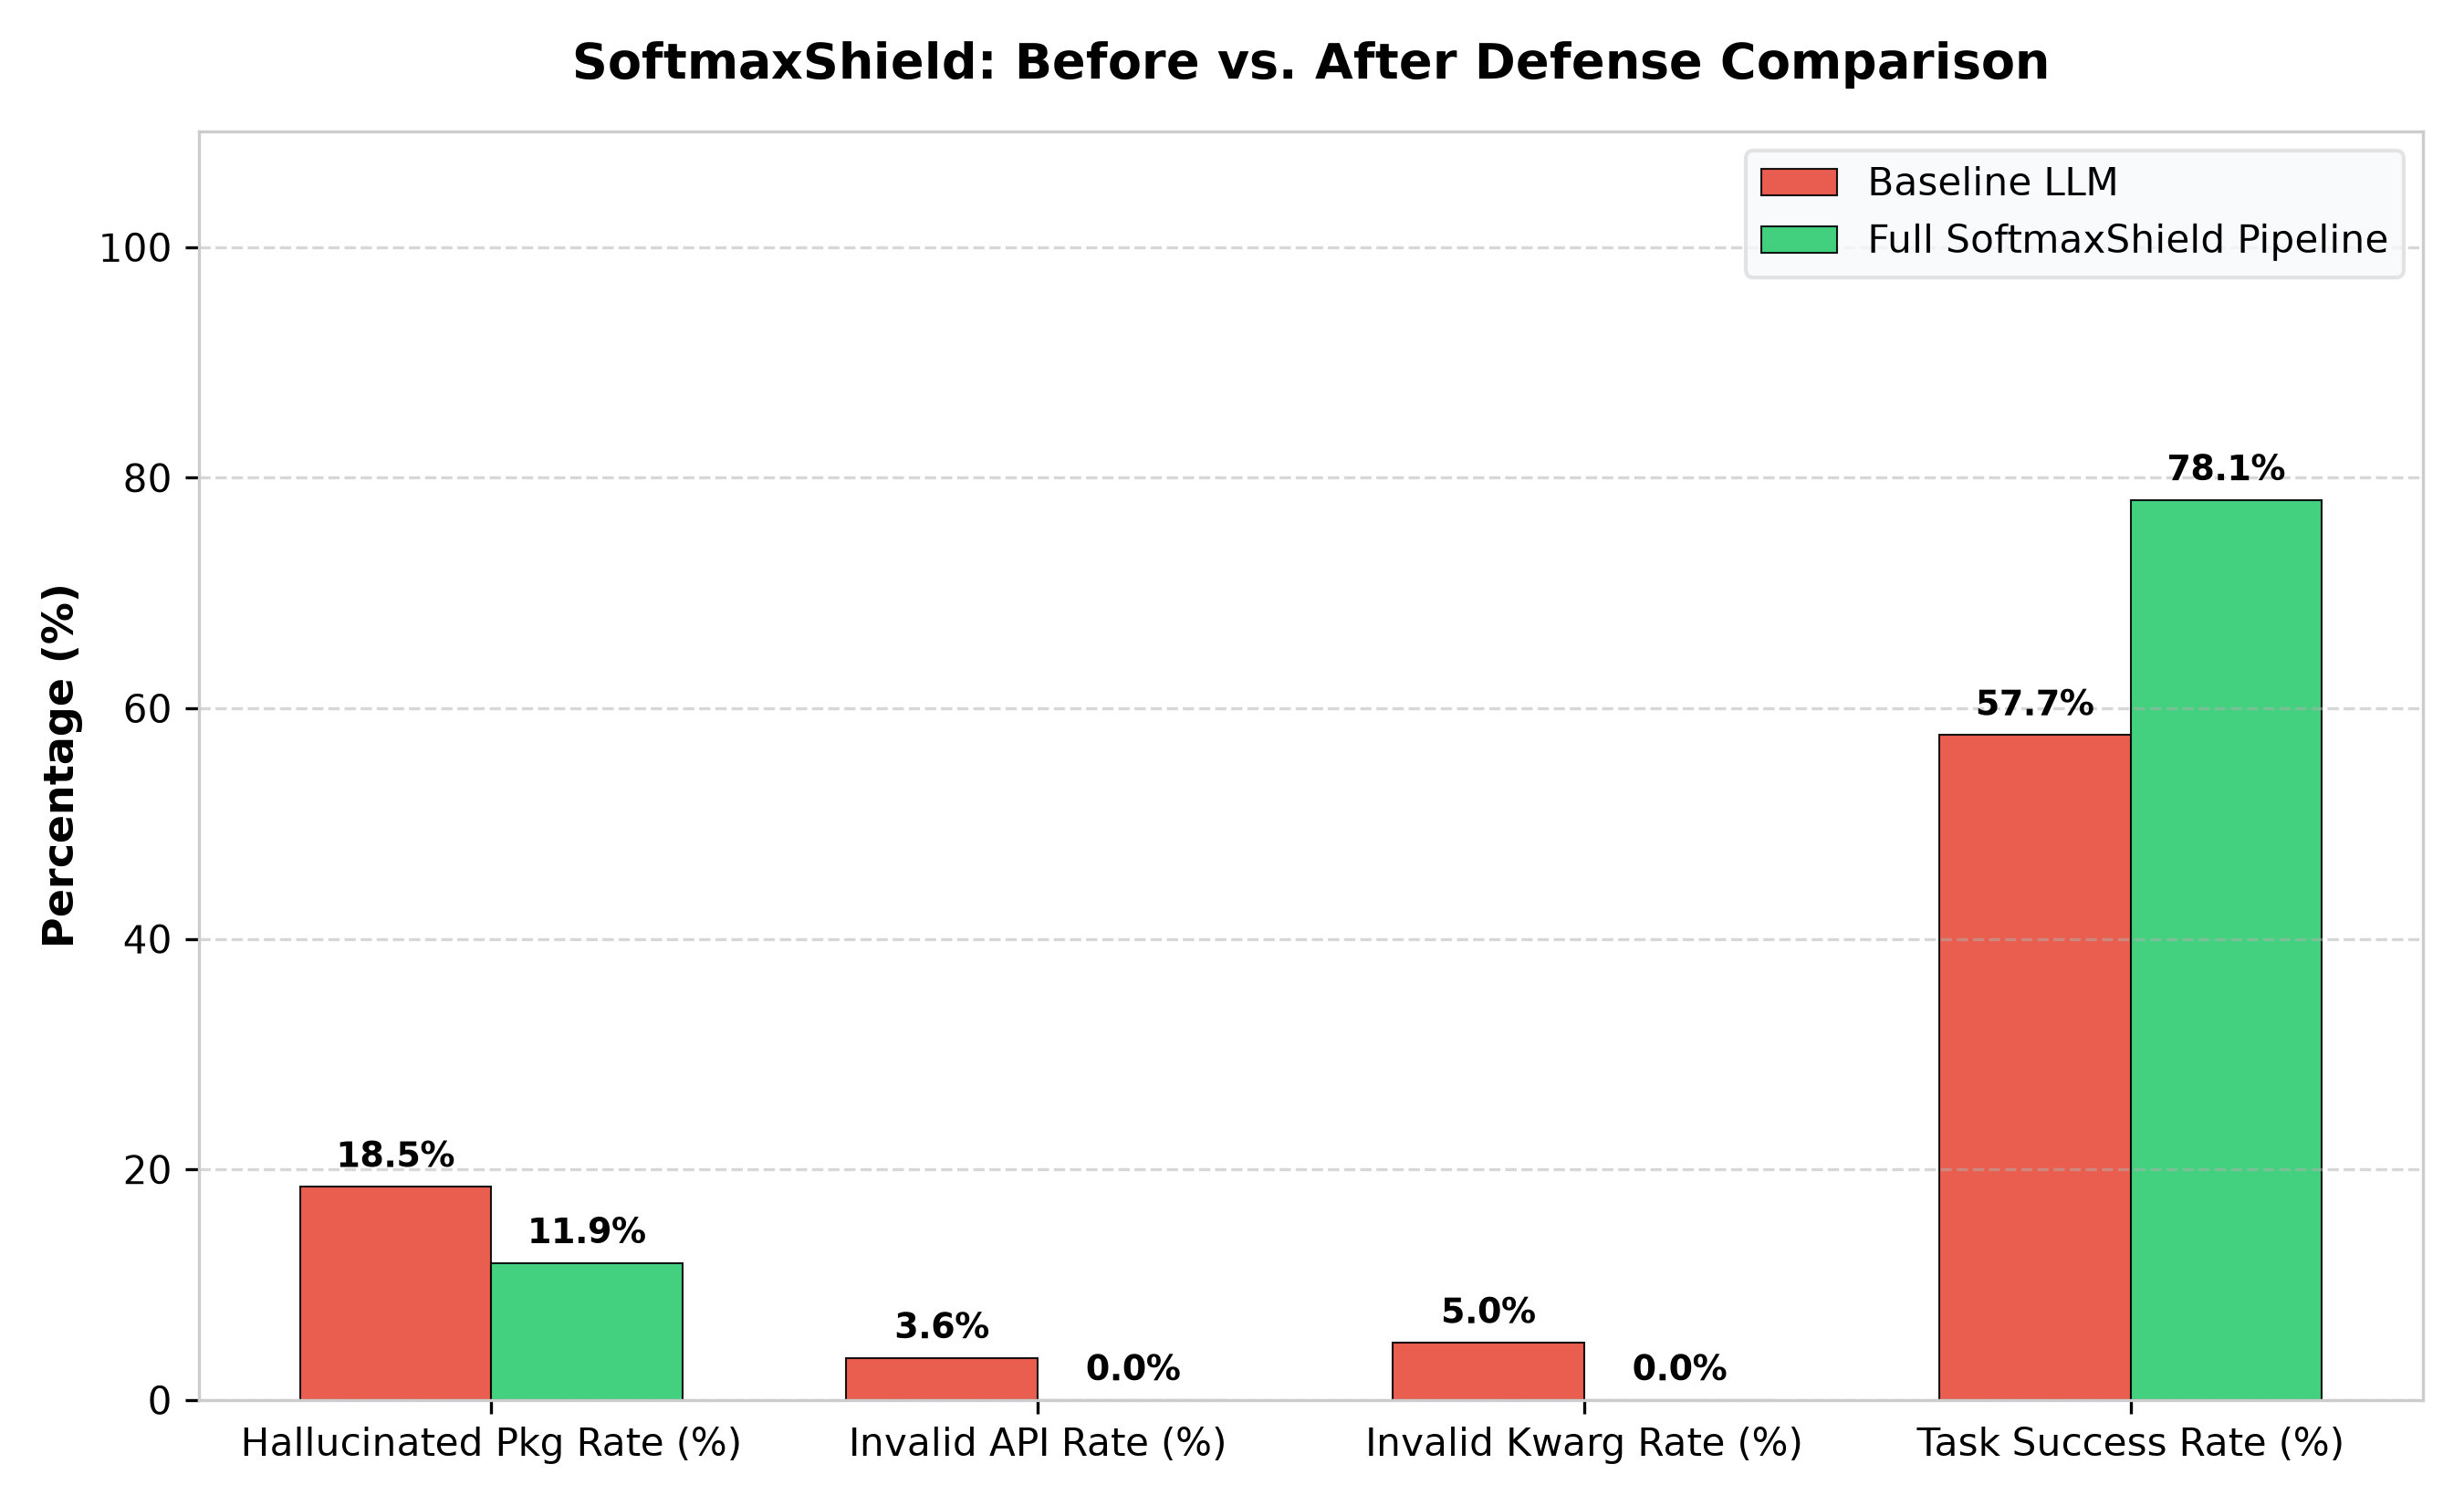 SoftmaxShield: Before vs. After Defense Comparison
Baseline LLM
Full SoftmaxShield Pipeline
Percentage (%)
100
80
60
40
20
0
18.5%
11.9%
3.6%
0.0%
5.0%
0.0%
57.7%
78.1%
Hallucinated Pkg Rate (%)
Invalid API Rate (%)
Invalid Kwarg Rate (%)
Task Success Rate (%)